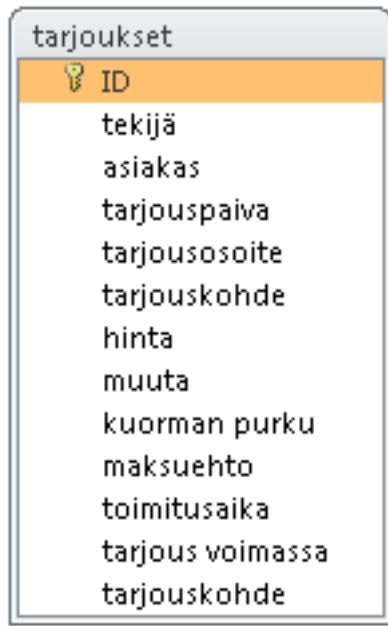 tarjoukset
ID
tekijä
asiakas
tarjouspaiva
tarjousosoite
tarjouskohde
hinta
muuta
kuorman purku
maksuehto
toimitusaika
tarjous voimassa
tarjouskohde